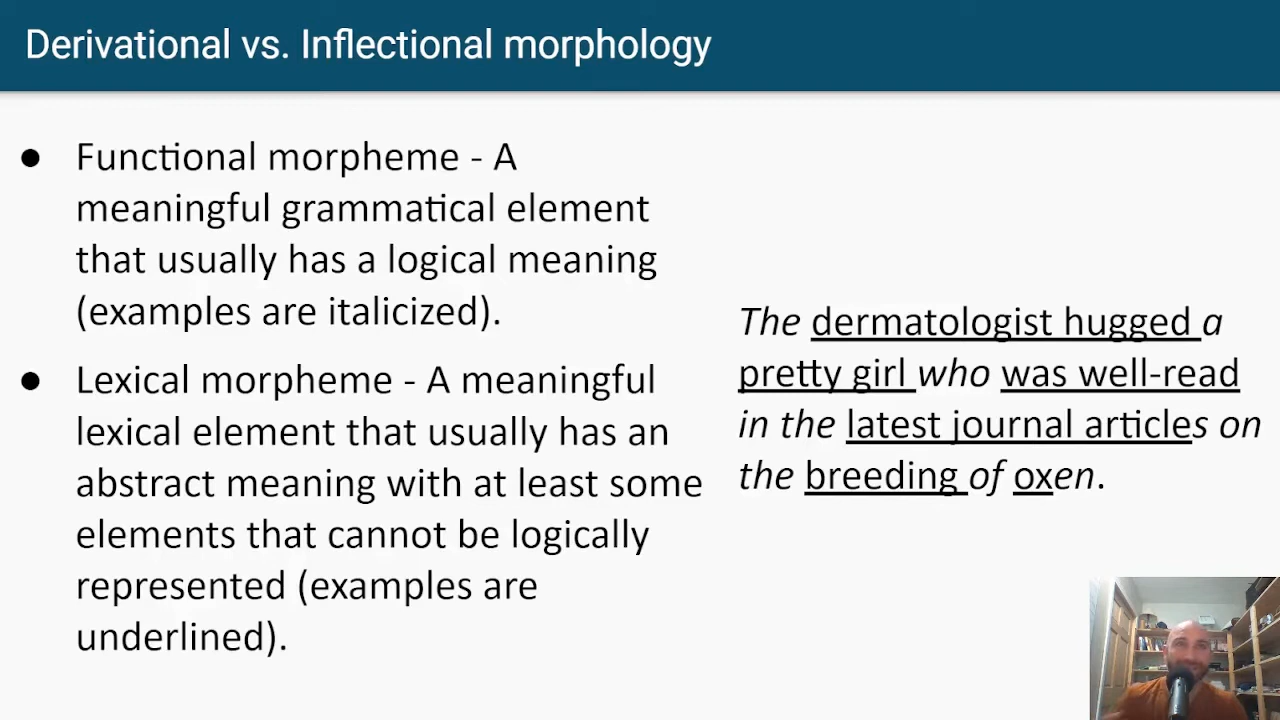 Derivational vs. Inflectional morphology
● Functional morpheme - A
meaningful grammatical element
that usually has a logical meaning
(examples are italicized).
● Lexical morpheme - A meaningful
lexical element that usually has an
abstract meaning with at least some
elements that cannot be logically
represented (examples are
underlined).
The dermatologist hugged a
pretty girl who was well-read
in the latest journal articles on
the breeding of oxen.